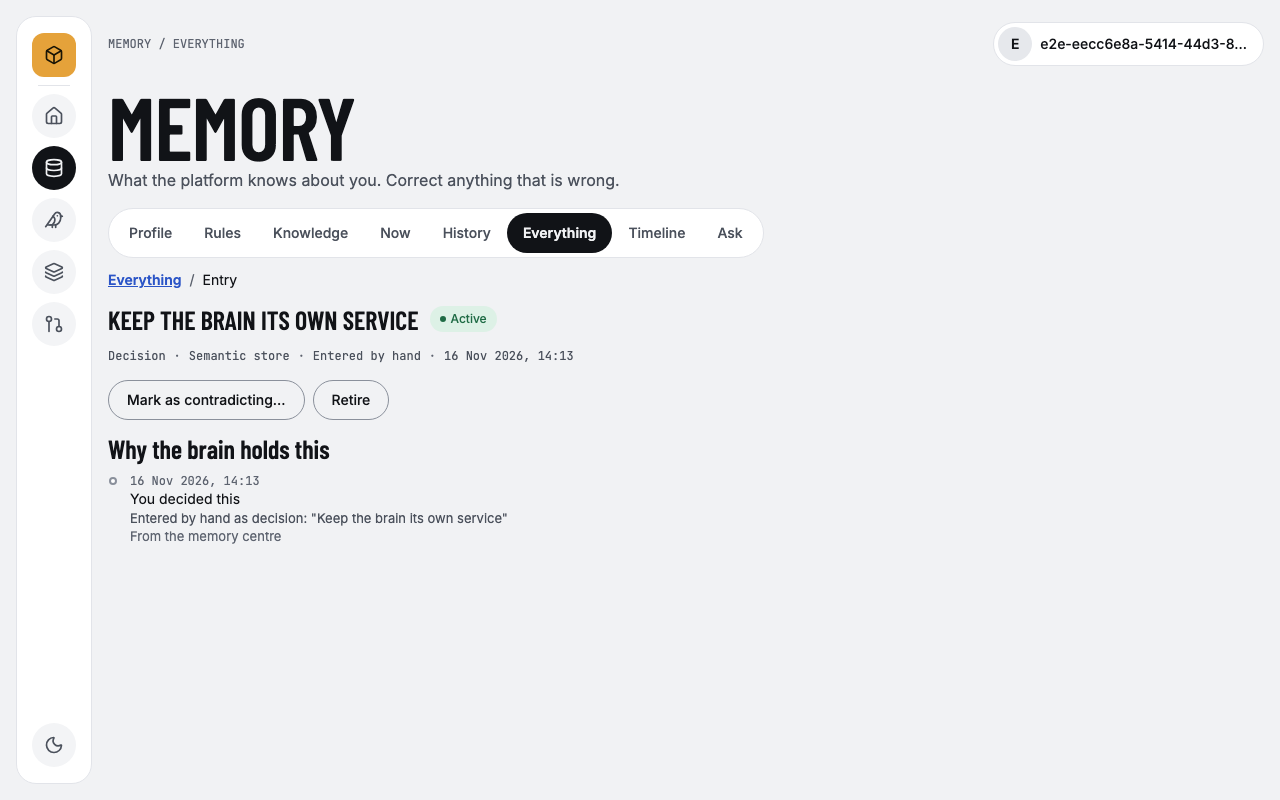 MEMORY / EVERYTHING
E e2e-eecc6e8a-5414-44d3-8...
MEMORY
What the platform knows about you. Correct anything that is wrong.
Profile Rules Knowledge Now History Everything Timeline Ask
Everything / Entry
KEEP THE BRAIN ITS OWN SERVICE Active
Decision · Semantic store · Entered by hand · 16 Nov 2026, 14:13
Mark as contradicting... Retire
Why the brain holds this
16 Nov 2026, 14:13
You decided this
Entered by hand as decision: "Keep the brain its own service"
From the memory centre